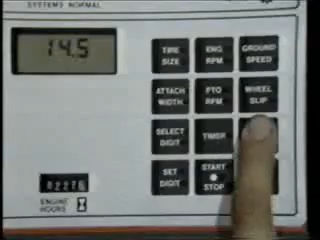 SYSTEMS NORMAL
14.5
TIRE SIZE
ENG RPM
GROUND SPEED
ATTACH WIDTH
PTO RPM
WHEEL SLIP
SELECT DIGIT
TIMER
SET DIGIT
START STOP
0227
ENGINE HOURS